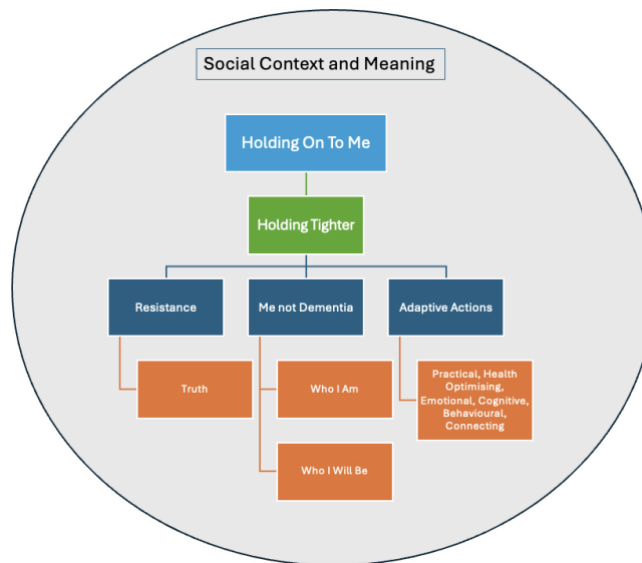 Social Context and Meaning
Holding On To Me
Holding Tighter
Resistance
Me not Dementia
Adaptive Actions
Truth
Who I Am
Practical, Health
Optimising,
Emotional, Cognitive,
Behavioural,
Connecting
Who I Will Be